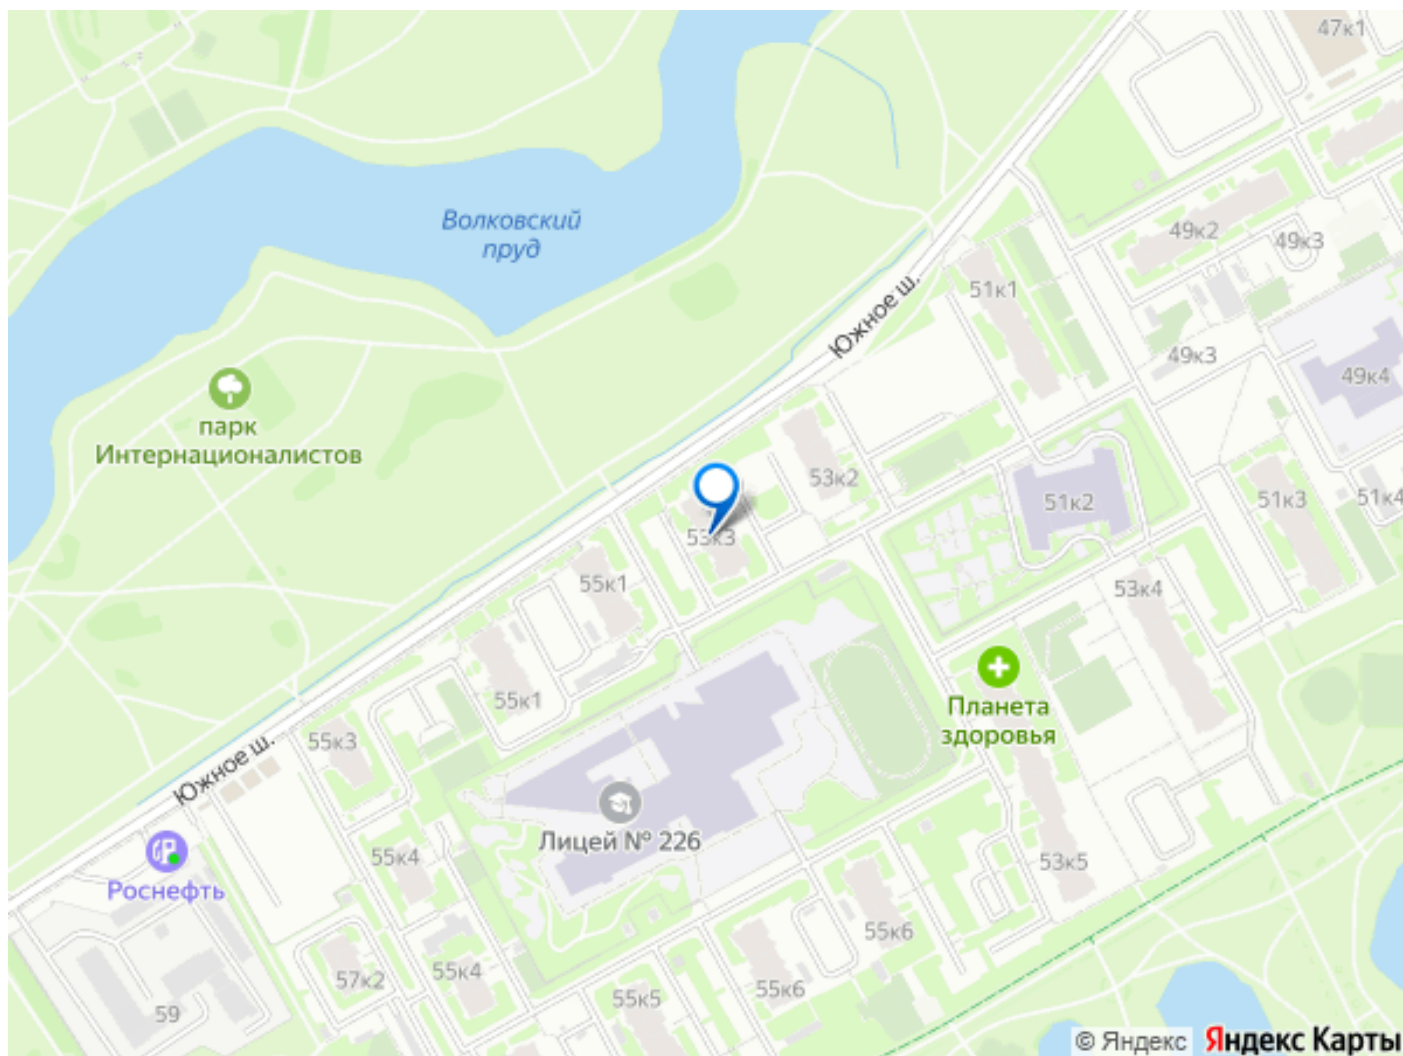 47к1
Волковский
пруд
49к2
49к3
51к1
Южное ш.
49к3
49к4
парк
Интернационалистов
53к2
51к2
51к3
51к4
53к3
55к1
53к4
55к1
Планета
здоровья
55к3
Южное ш.
Лицей № 226
55к4
53к5
Роснефть
55к6
57к2
55к4
55к6
55к5
59
© Яндекс Яндекс Карты